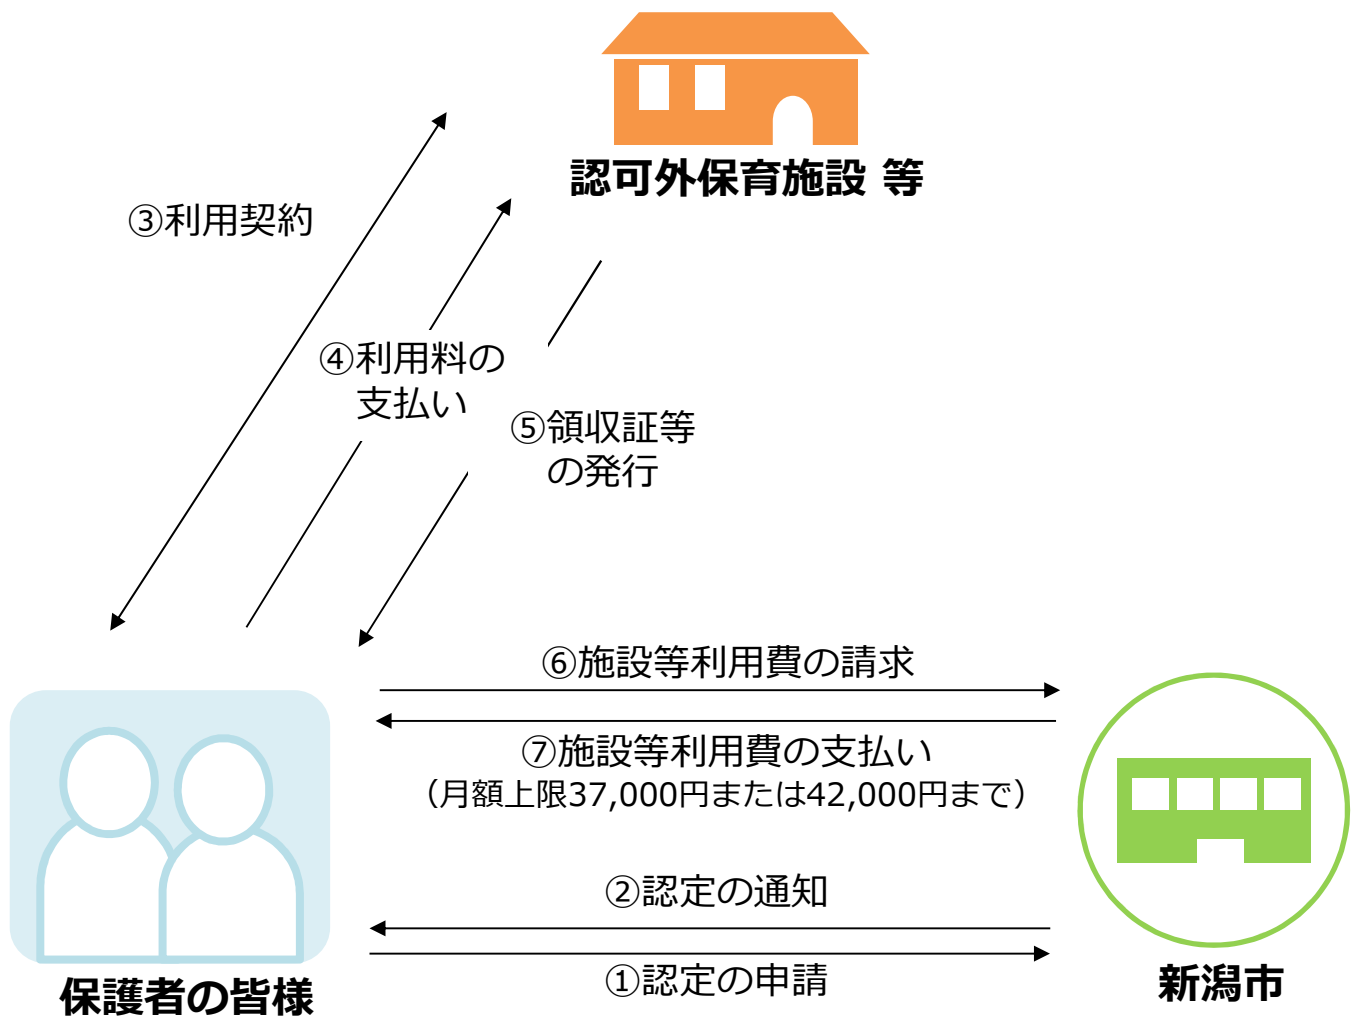 認可外保育施設 等
③利用契約
④利用料の
支払い
⑤領収証等
の発行
⑥施設等利用費の請求
⑦施設等利用費の支払い
（月額上限37,000円または42,000円まで）
②認定の通知
①認定の申請
保護者の皆様
新潟市